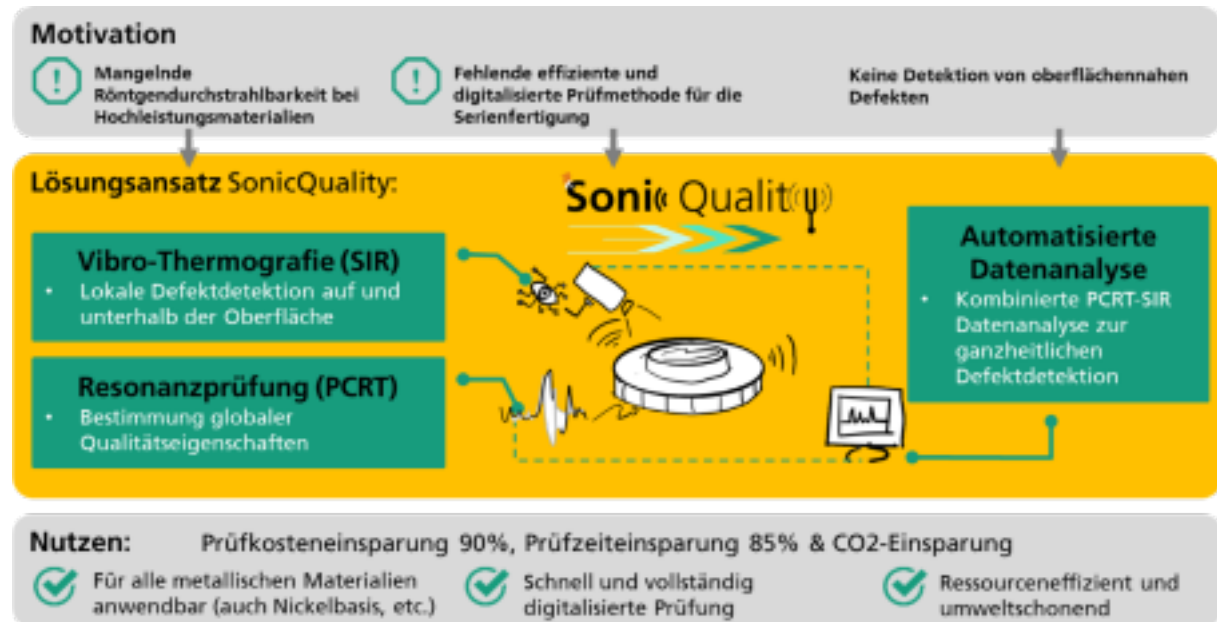 Motivation
Mangelnde
Röntgendurchstrahlbarkeit bei
Hochleistungsmaterialien
Fehlende effiziente und
digitalisierte Prüfmethode für die
Serienfertigung
Keine Detektion von oberflächennahen
Defekten
Lösungsansatz SonicQuality:
Sonic Quality
Vibro-Thermografie (SIR)
• Lokale Defektdetektion auf und
unterhalb der Oberfläche
Resonanzprüfung (PCRT)
• Bestimmung globaler
Qualitätseigenschaften
Automatisierte
Datenanalyse
• Kombinierte PCRT-SIR
Datenanalyse zur
ganzheitlichen
Defektdetektion
Nutzen: Prüfkosteneinsparung 90%, Prüfzeiteinsparung 85% & CO2-Einsparung
Für alle metallischen Materialien
anwendbar (auch Nickelbasis, etc.)
Schnell und vollständig
digitalisierte Prüfung
Ressourceneffizient und
umweltschonend